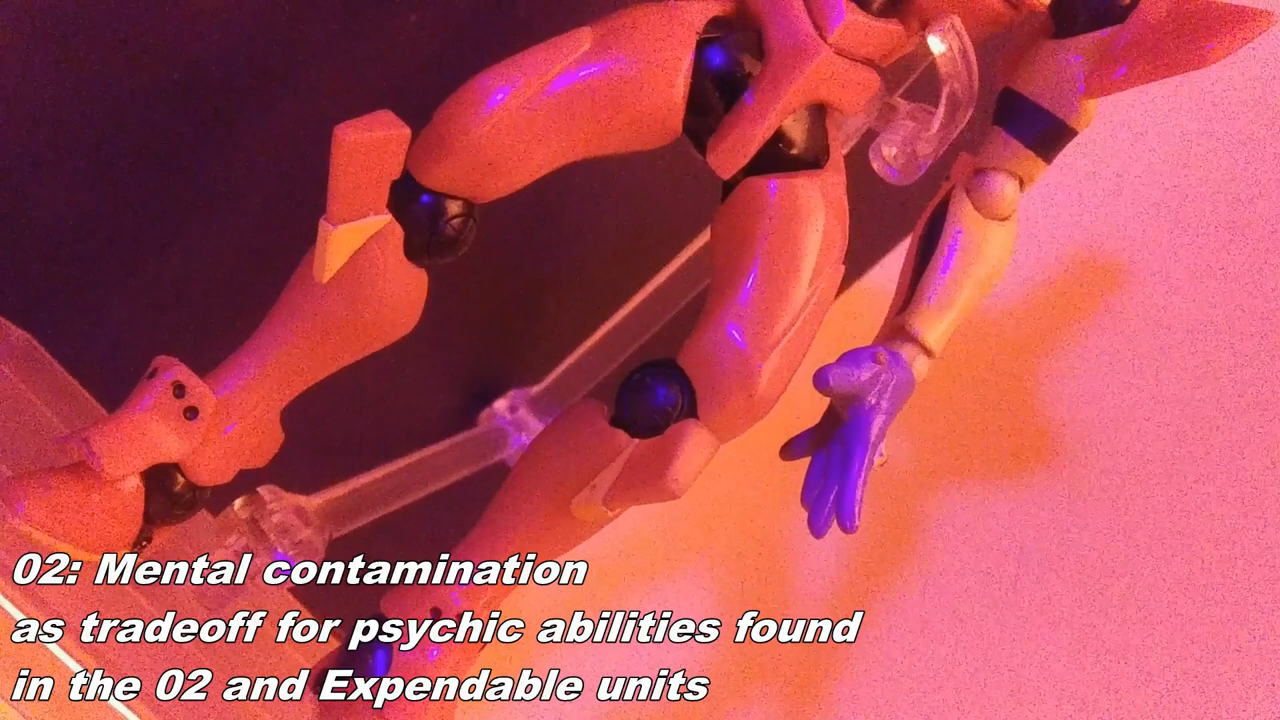 02: Mental contamination
as tradeoff for psychic abilities found
in the 02 and Expendable units